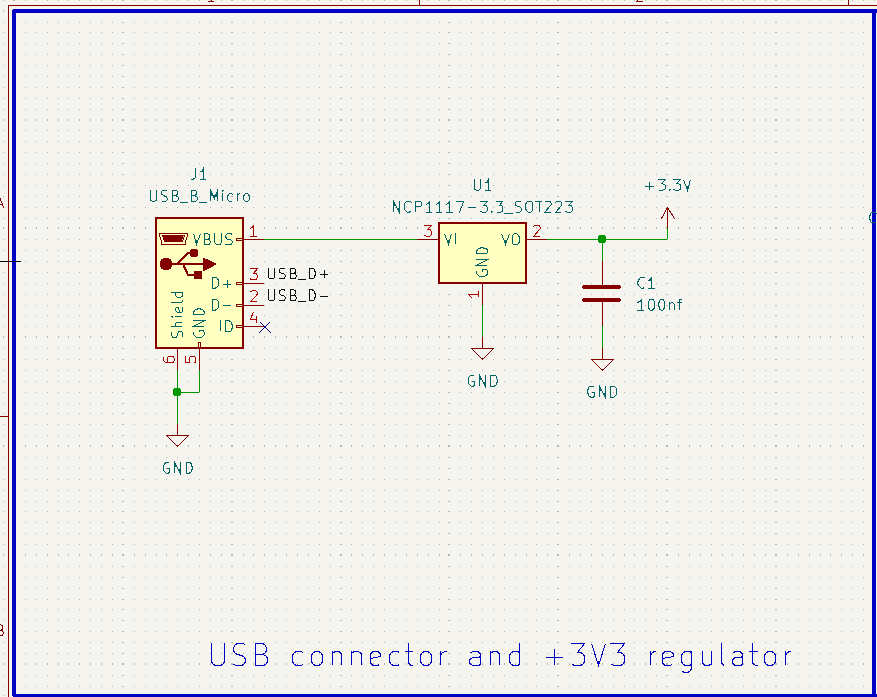 J1
USB_B_Micro
VBUS
1
D+
3
USB_D+
D-
2
USB_D-
ID
4
Shield
GND
6
5
GND
U1
NCP1117-3.3_SOT223
3
VI
VO
2
GND
1
GND
+3.3V
C1
100nf
GND
A
B
USB connector and +3V3 regulator